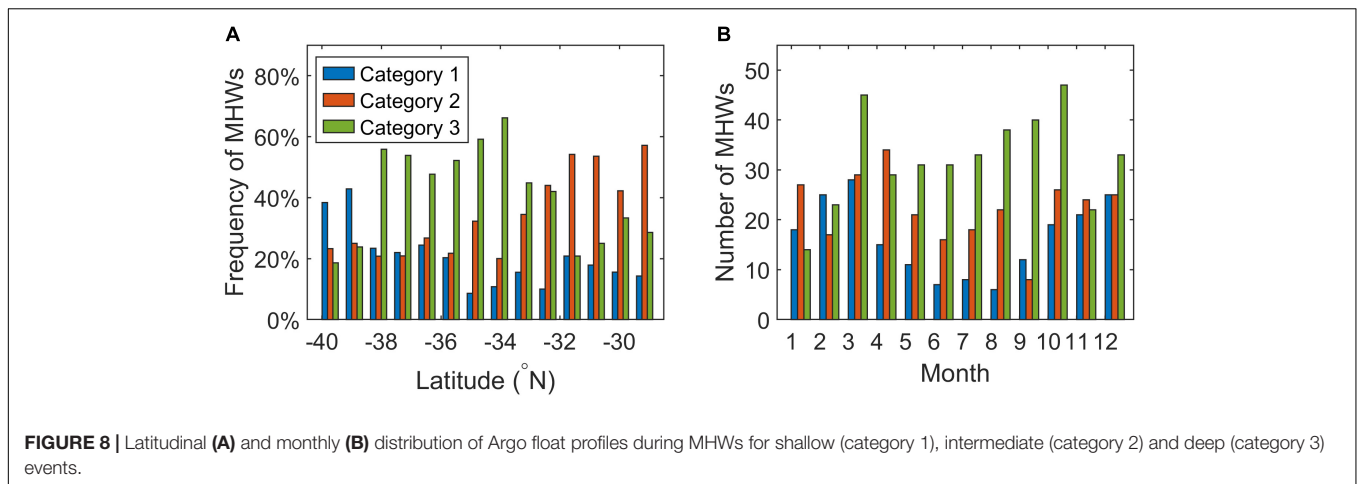 A
B
Frequency of MHWs
80%
60%
40%
20%
0%
Category 1
Category 2
Category 3
-40 -38 -36 -34 -32 -30
Latitude (°N)
Number of MHWs
50
40
30
20
10
0
1 2 3 4 5 6 7 8 9 10 11 12
Month
FIGURE 8 | Latitudinal (A) and monthly (B) distribution of Argo float profiles during MHWs for shallow (category 1), intermediate (category 2) and deep (category 3)
events.